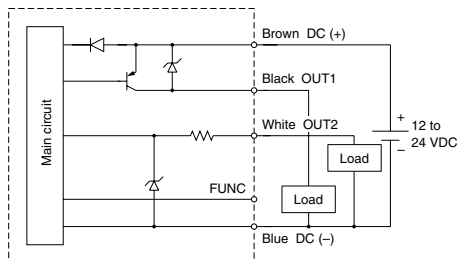 Brown DC (+)
Black OUT1
Main circuit
White OUT2
+
12 to
24 VDC
−
Load
FUNC
Load
Blue DC (−)